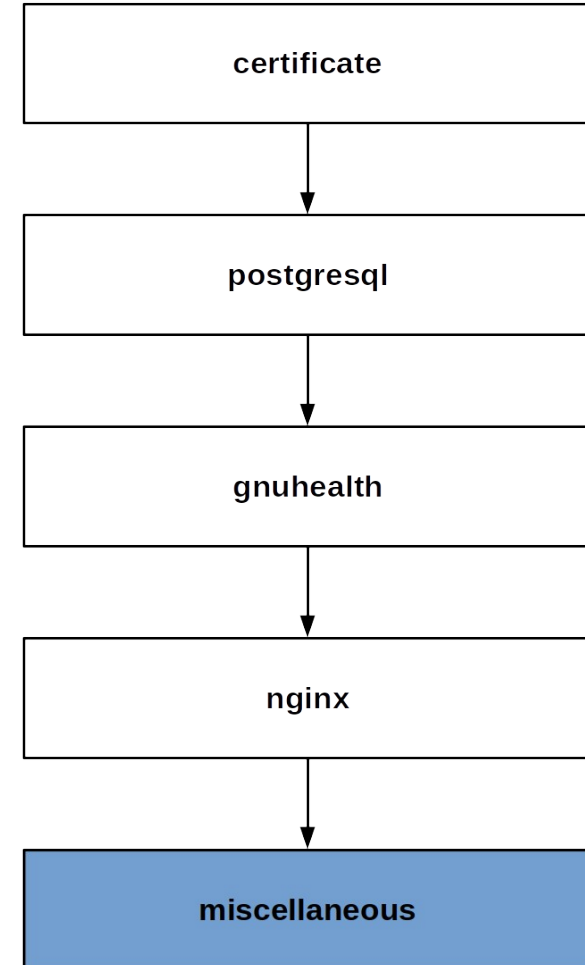 certificate
postgresql
gnuhealth
nginx
miscellaneous